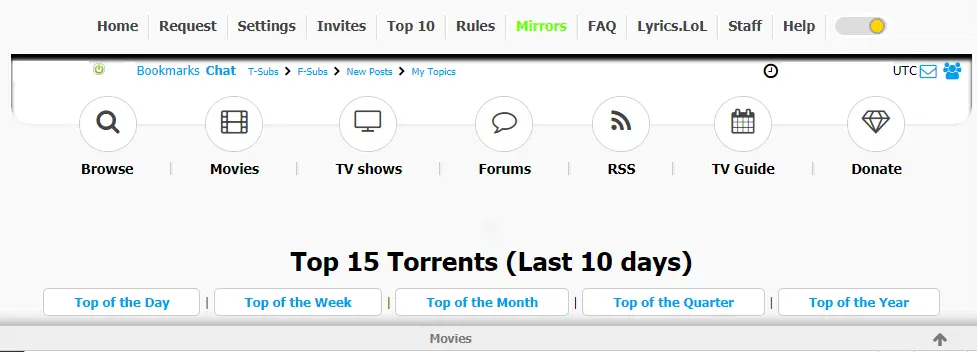 Home Request Settings Invites Top 10 Rules Mirrors FAQ Lyrics.LoL Staff Help
Bookmarks Chat T-Subs F-Subs New Posts My Topics UTC
Browse | Movies | TV shows | Forums | RSS | TV Guide | Donate
Top 15 Torrents (Last 10 days)
Top of the Day | Top of the Week | Top of the Month | Top of the Quarter | Top of the Year
Movies